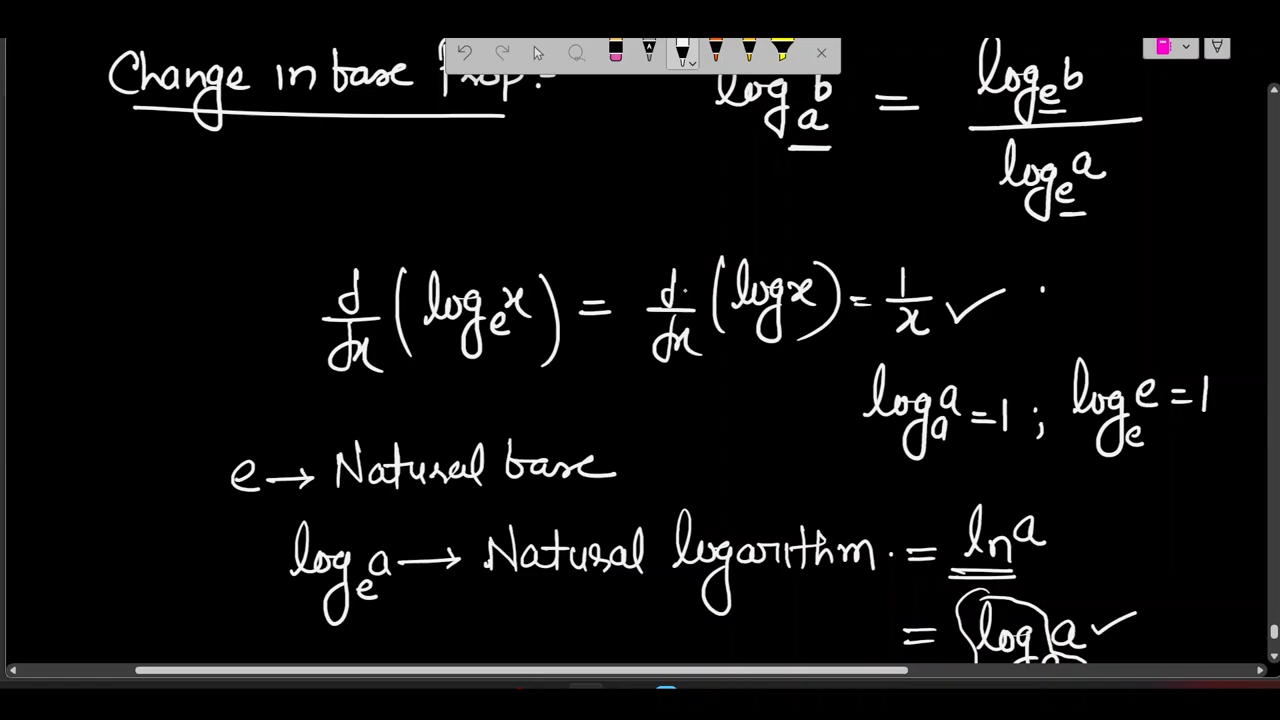 Change in base Prop:- log_a b = log_e b / log_e a
d/dx (log_e x) = d/dx (log x) = 1/x ✓
log_a a = 1 ; log_e e = 1
e → Natural base
log_e a → Natural logarithm. = ln a
= log a ✓